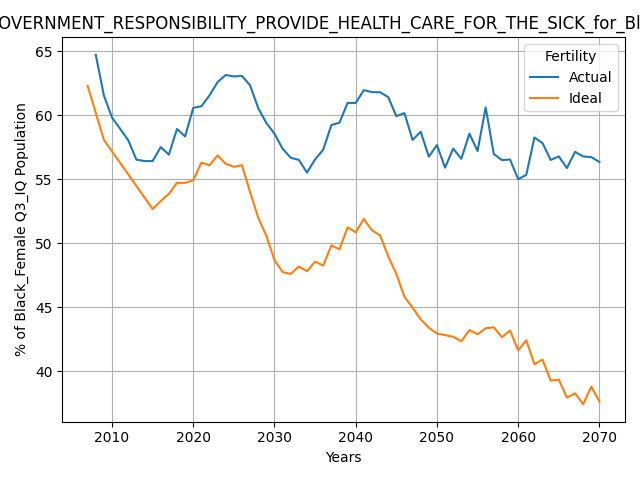 OVERNMENT_RESPONSIBILITY_PROVIDE_HEALTH_CARE_FOR_THE_SICK_for_Bl
Fertility
Actual
Ideal
% of Black_Female Q3_IQ Population
65
60
55
50
45
40
2010 2020 2030 2040 2050 2060 2070
Years